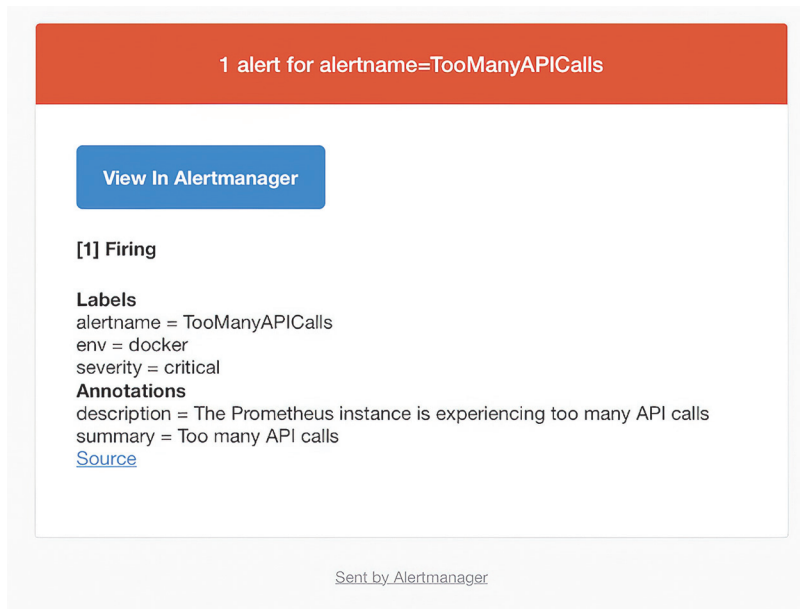 1 alert for alertname=TooManyAPICalls
View In Alertmanager
[1] Firing
Labels
alertname = TooManyAPICalls
env = docker
severity = critical
Annotations
description = The Prometheus instance is experiencing too many API calls
summary = Too many API calls
Source
Sent by Alertmanager